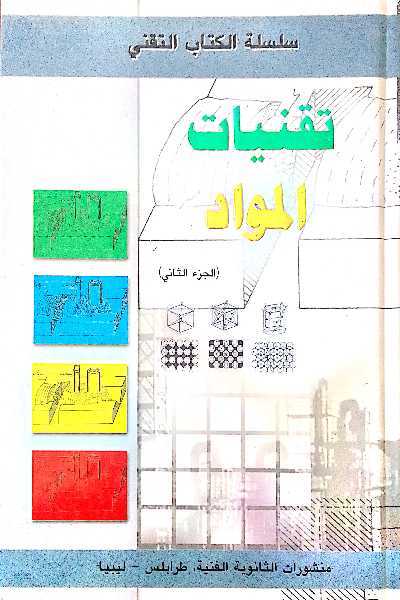 سلسلة الكتاب التقني
تقنيات
المواد
(الجزء الثاني)
منشورات الثانوية الفنية، طرابلس - ليبيا